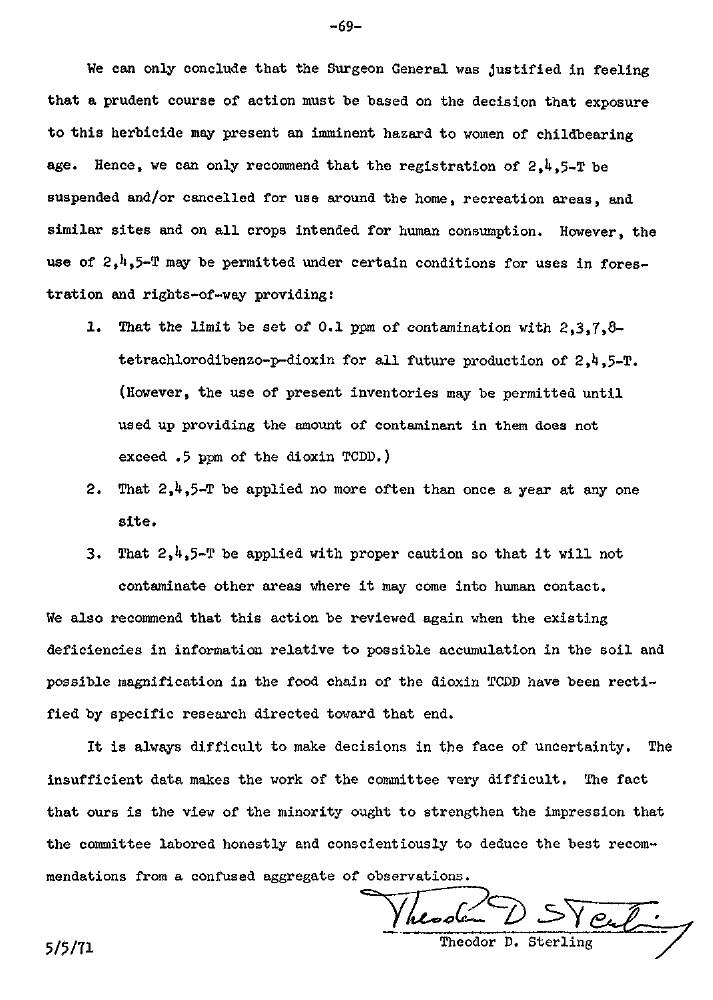 -69-
We can only conclude that the Surgeon General was justified in feeling
that a prudent course of action must be based on the decision that exposure
to this herbicide may present an imminent hazard to women of childbearing
age. Hence, we can only recommend that the registration of 2,4,5-T be
suspended and/or cancelled for use around the home, recreation areas, and
similar sites and on all crops intended for human consumption. However, the
use of 2,4,5-T may be permitted under certain conditions for uses in fores-
tration and rights-of-way providing:
1. That the limit be set of 0.1 ppm of contamination with 2,3,7,8-
tetrachlorodibenzo-p-dioxin for all future production of 2,4,5-T.
(However, the use of present inventories may be permitted until
used up providing the amount of contaminant in them does not
exceed .5 ppm of the dioxin TCDD.)
2. That 2,4,5-T be applied no more often than once a year at any one
site.
3. That 2,4,5-T be applied with proper caution so that it will not
contaminate other areas where it may come into human contact.
We also recommend that this action be reviewed again when the existing
deficiencies in information relative to possible accumulation in the soil and
possible magnification in the food chain of the dioxin TCDD have been recti-
fied by specific research directed toward that end.
It is always difficult to make decisions in the face of uncertainty. The
insufficient data makes the work of the committee very difficult. The fact
that ours is the view of the minority ought to strengthen the impression that
the committee labored honestly and conscientiously to deduce the best recom-
mendations from a confused aggregate of observations.
Theodor D Sterling
Theodor D. Sterling
5/5/71